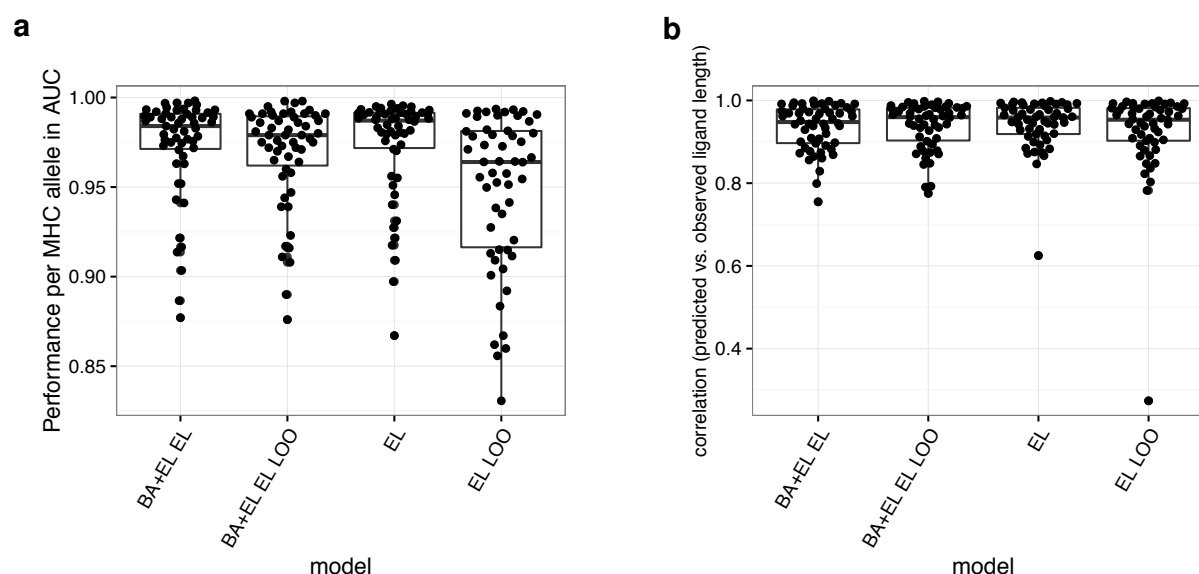 a
Performance per MHC allele in AUC
1.00
0.95
0.90
0.85
BA+EL EL
BA+EL EL LOO
EL
EL LOO
model
b
correlation (predicted vs. observed ligand length)
1.0
0.8
0.6
0.4
BA+EL EL
BA+EL EL LOO
EL
EL LOO
model